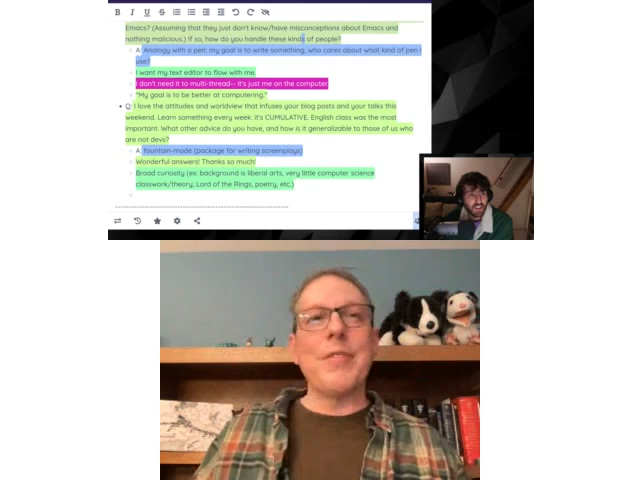 B I U S
Emacs? (Assuming that they just don't know/have misconceptions about Emacs and
nothing malicious.) If so, how do you handle these kinds of people?
A: Analogy with a pen: my goal is to write something, who cares about what kind of pen I
use?
I want my text editor to flow with me.
I don't need it to multi-thread-- it's just me on the computer.
"My goal is to be better at computering."
Q: I love the attitudes and worldview that infuses your blog posts and your talks this
weekend. Learn something every week: it's CUMULATIVE. English class was the most
important. What other advice do you have, and how is it generalizable to those of us who
are not devs?
A: fountain-mode (package for writing screenplays)
Wonderful answers! Thanks so much!
Broad curiosity (ex: background is liberal arts, very little computer science
classwork/theory; Lord of the Rings, poetry, etc.)